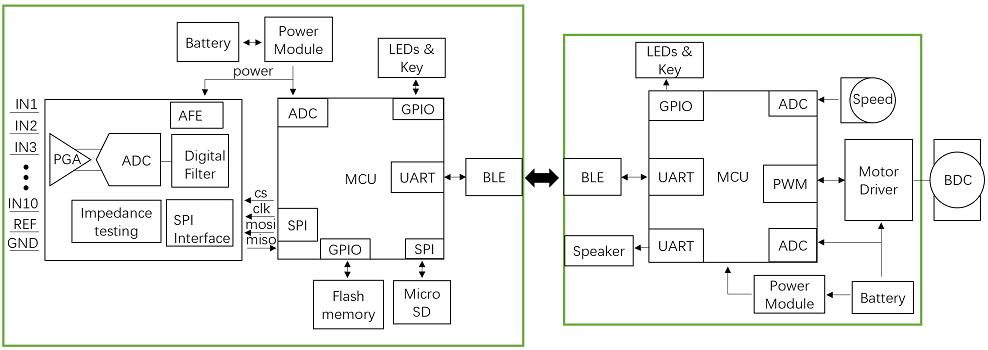 Battery
Power
Module
LEDs &
Key
power
IN1
IN2
IN3
IN10
REF
GND
AFE
PGA
ADC
Digital
Filter
Impedance
testing
SPI
Interface
cs
clk
mosi
miso
ADC
GPIO
MCU
UART
SPI
GPIO
SPI
Flash
memory
Micro
SD
BLE
BLE
LEDs &
Key
GPIO
ADC
Speed
UART
MCU
PWM
Motor
Driver
BDC
UART
ADC
Speaker
Power
Module
Battery